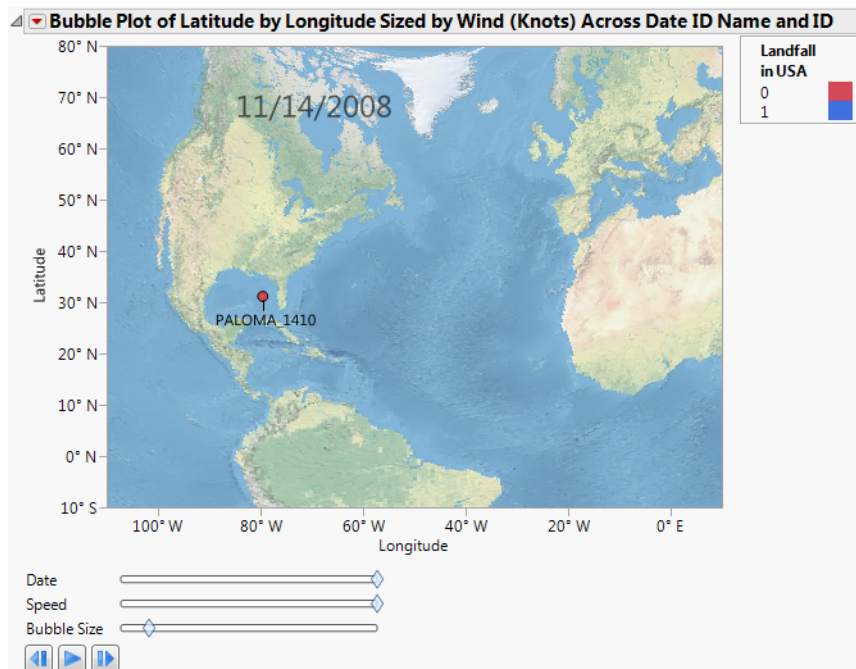 Bubble Plot of Latitude by Longitude Sized by Wind (Knots) Across Date ID Name and ID
80° N
70° N
60° N
50° N
40° N
30° N
20° N
10° N
0° N
10° S
Latitude
11/14/2008
PALOMA_1410
100° W
80° W
60° W
40° W
20° W
0° E
Longitude
Landfall
in USA
0
1
Date
Speed
Bubble Size